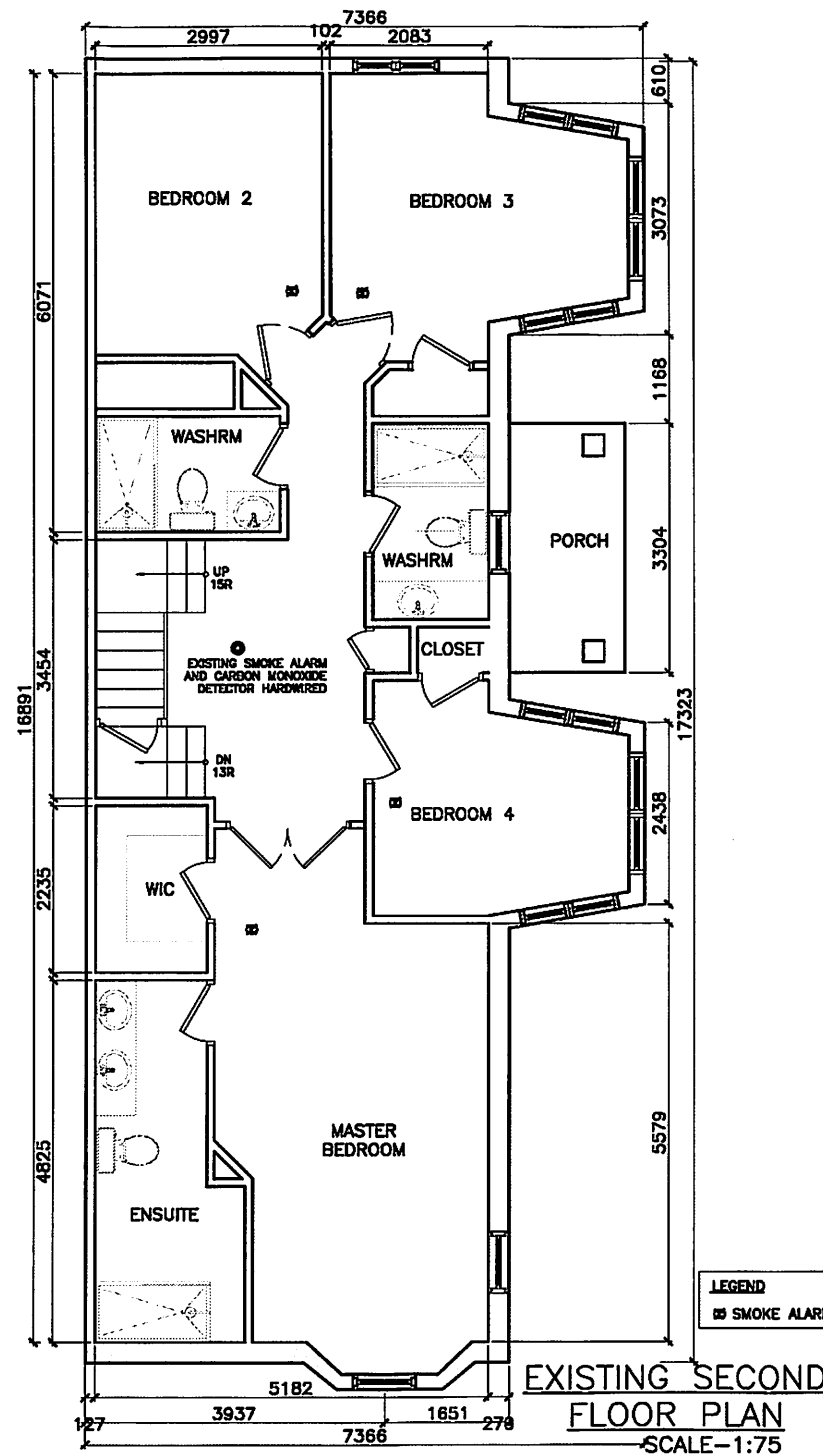 7366
2997
102
2083
610
BEDROOM 2
BEDROOM 3
3073
6071
1168
WASHRM
WASHRM
PORCH
3304
UP
15R
EXISTING SMOKE ALARM
AND CARBON MONOXIDE
DETECTOR HARDWIRED
CLOSET
3454
16891
17323
DN
13R
BEDROOM 4
2438
WIC
2235
MASTER
BEDROOM
5579
4825
ENSUITE
LEGEND
SMOKE ALAR
5182
127
3937
1651
7366
EXISTING SECOND
FLOOR PLAN
SCALE-1:75